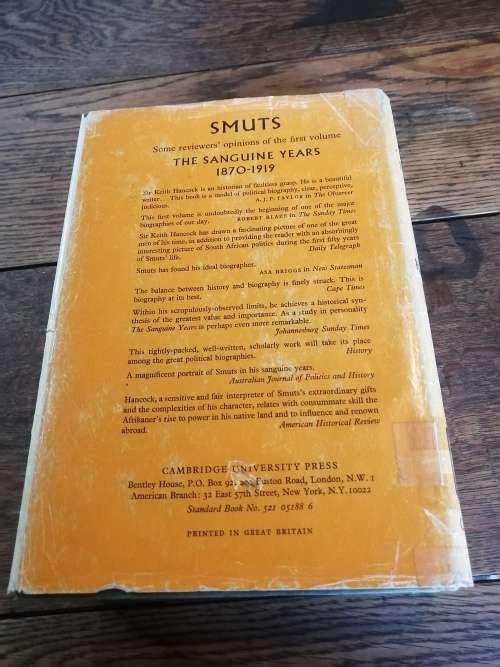 SMUTS
Some reviewers' opinions of the first volume
THE SANGUINE YEARS
1870-1919
Sir Keith Hancock is an historian of faultless grasp. He is a beautiful
writer... This book is a model of political biography, clear, perceptive,
judicious. A. J. P. TAYLOR in The Observer
This first volume is undoubtedly the beginning of one of the major
biographies of our day. ROBERT BLAKE in The Sunday Times
Sir Keith Hancock has drawn a fascinating picture of one of the great
men of his time, in addition to providing the reader with an absorbingly
interesting picture of South African politics during the first fifty years
of Smuts' life. Daily Telegraph
Smuts has found his ideal biographer.
ASA BRIGGS in New Statesman
The balance between history and biography is finely struck. This is
biography at its best. Cape Times
Within his scrupulously-observed limits, he achieves a historical syn-
thesis of the greatest value and importance. As a study in personality
The Sanguine Years is perhaps even more remarkable.
Johannesburg Sunday Times
This tightly-packed, well-written, scholarly work will take its place
among the great political biographies. History
A magnificent portrait of Smuts in his sanguine years.
Australian Journal of Politics and History
Hancock, a sensitive and fair interpreter of Smuts's extraordinary gifts
and the complexities of his character, relates with consummate skill the
Afrikaner's rise to power in his native land and to influence and renown
abroad. American Historical Review
CAMBRIDGE UNIVERSITY PRESS
Bentley House, P.O. Box 92, Euston Road, London, N.W. 1
American Branch: 32 East 57th Street, New York, N.Y. 10022
Standard Book No. 521 05188 6
PRINTED IN GREAT BRITAIN